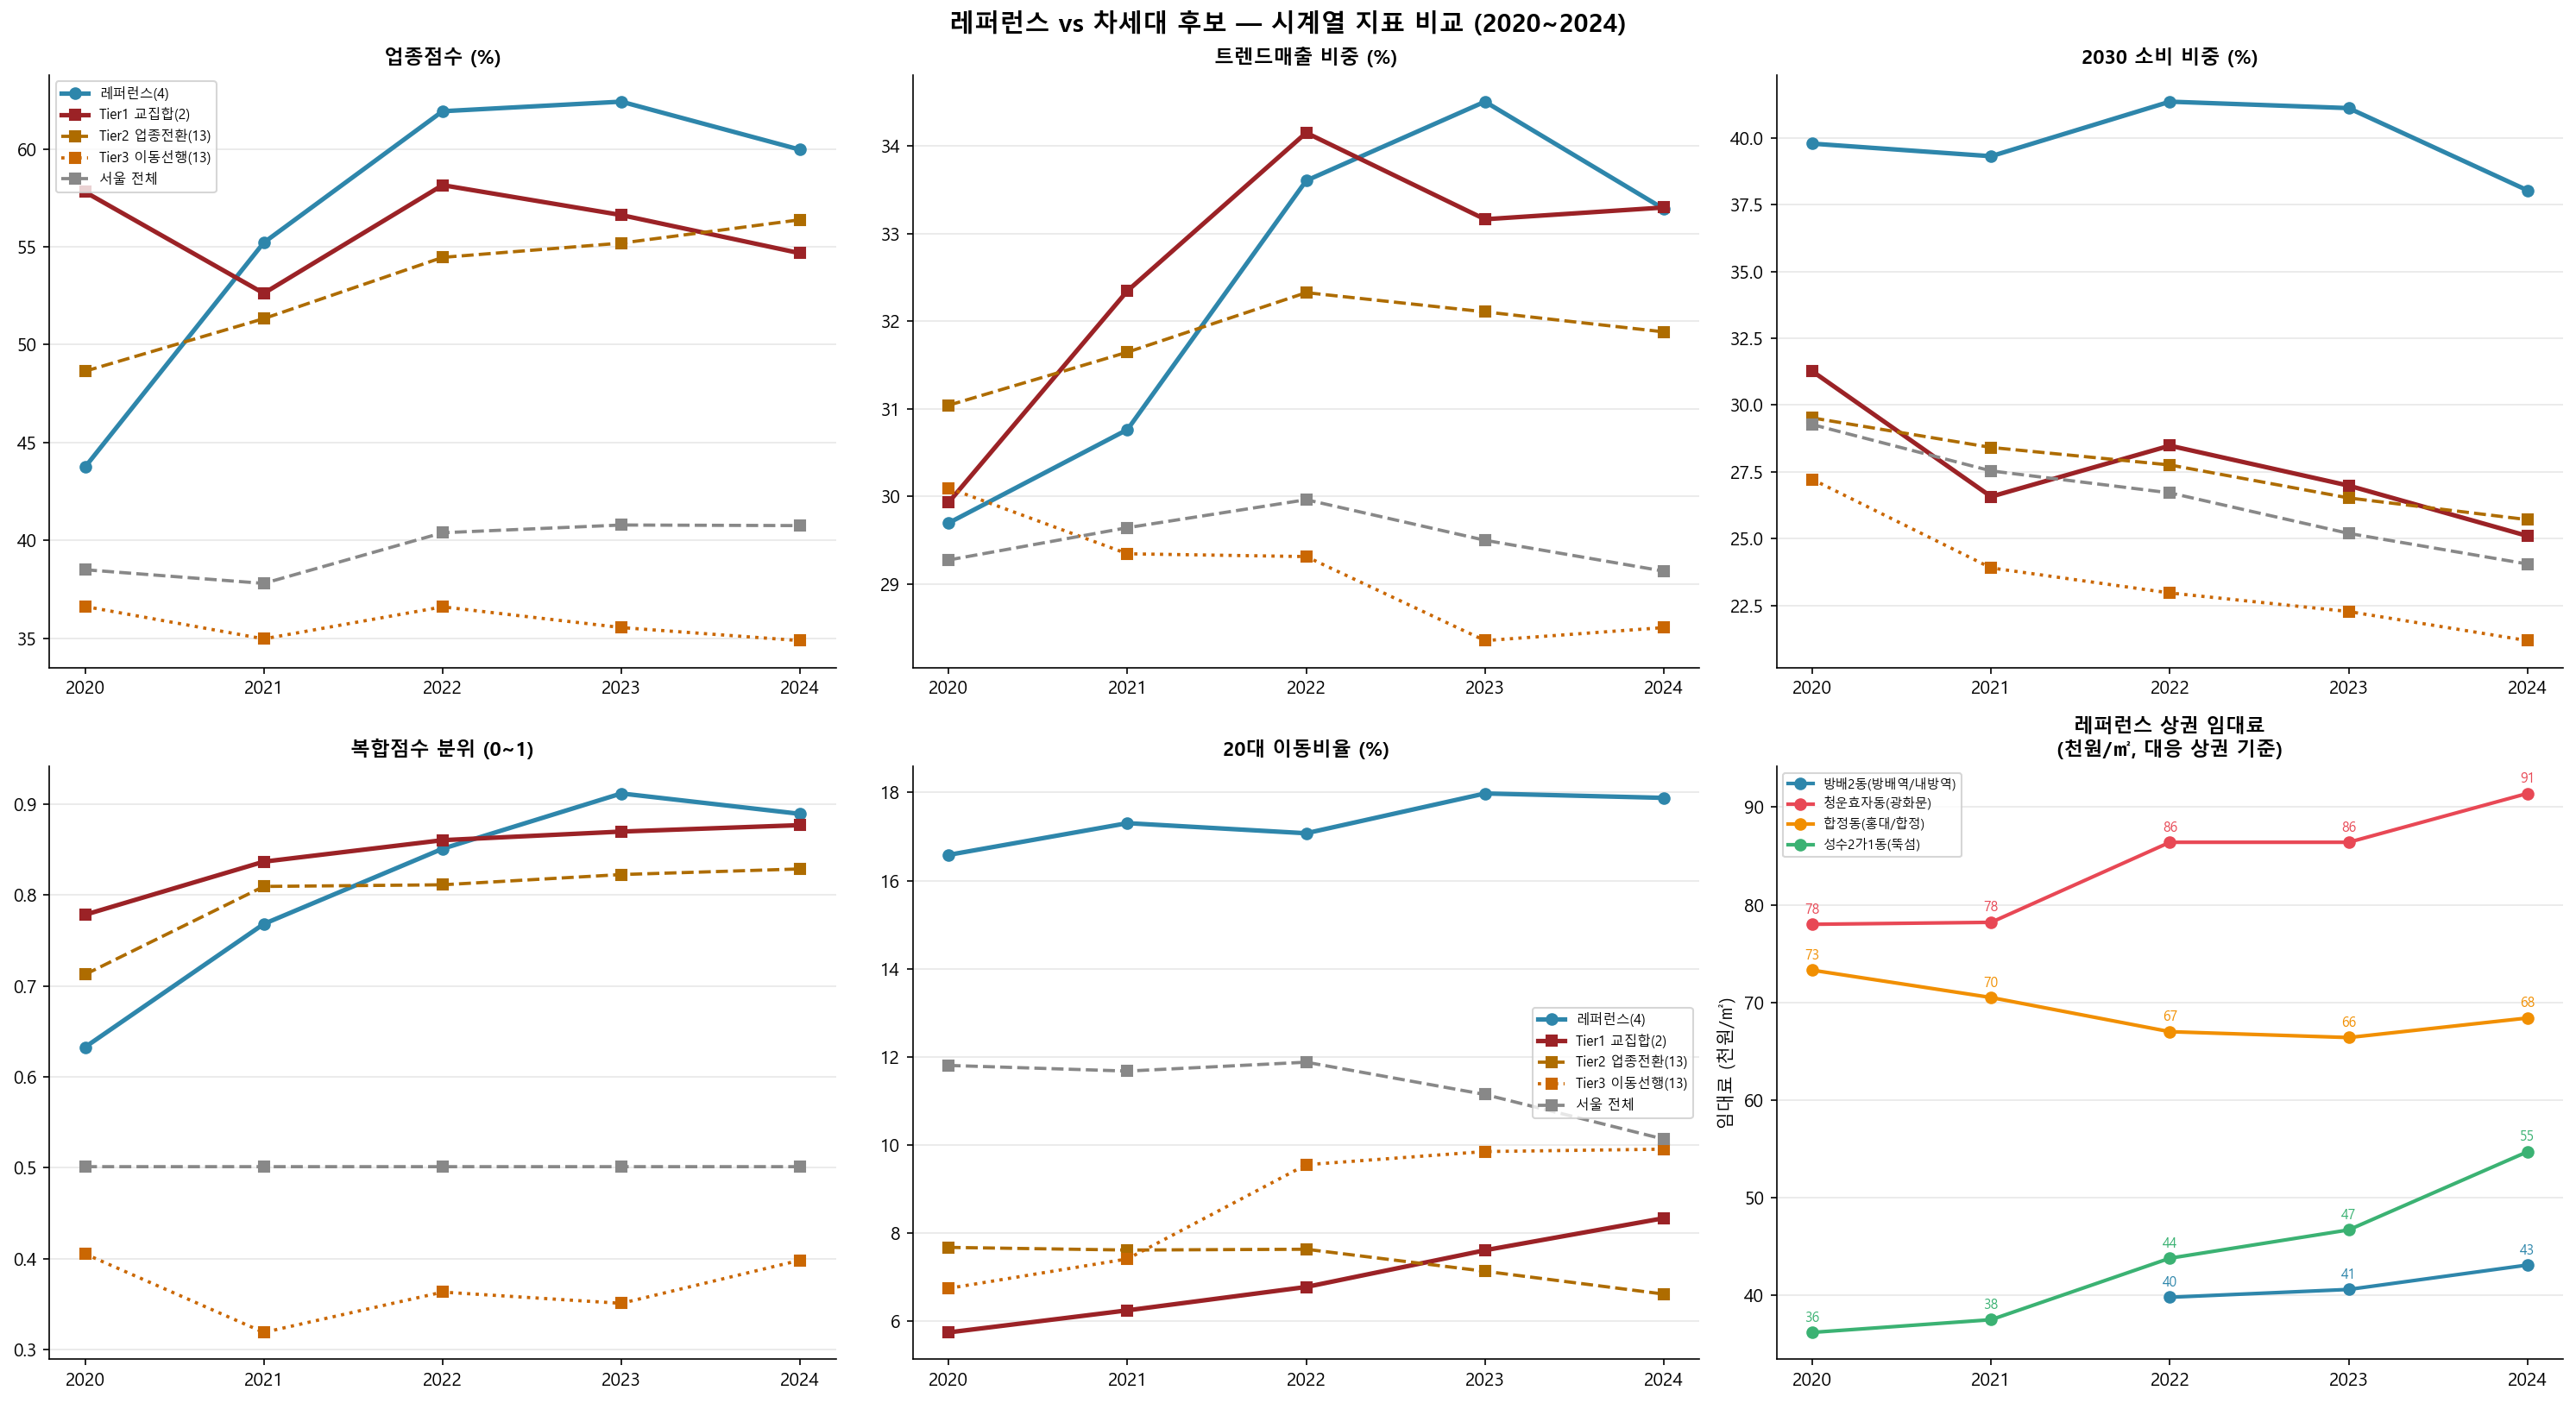 레퍼런스 vs 차세대 후보 — 시계열 지표 비교 (2020~2024)
업종점수 (%)
레퍼런스(4)
Tier1 교집합(2)
Tier2 업종전환(13)
Tier3 이동선행(13)
서울 전체
60
55
50
45
40
35
2020 2021 2022 2023 2024
트렌드매출 비중 (%)
34
33
32
31
30
29
2020 2021 2022 2023 2024
2030 소비 비중 (%)
40.0
37.5
35.0
32.5
30.0
27.5
25.0
22.5
2020 2021 2022 2023 2024
복합점수 분위 (0~1)
0.9
0.8
0.7
0.6
0.5
0.4
0.3
2020 2021 2022 2023 2024
20대 이동비율 (%)
18
16
14
12
10
8
6
레퍼런스(4)
Tier1 교집합(2)
Tier2 업종전환(13)
Tier3 이동선행(13)
서울 전체
2020 2021 2022 2023 2024
레퍼런스 상권 임대료
(천원/㎡, 대응 상권 기준)
방배2동(방배역/내방역)
청운효자동(광화문)
합정동(홍대/합정)
성수2가1동(뚝섬)
임대료 (천원/㎡)
90
80
70
60
50
40
78 78 86 86 91
73 70 67 66 68
36 38 44 47 55
40 41 43
2020 2021 2022 2023 2024